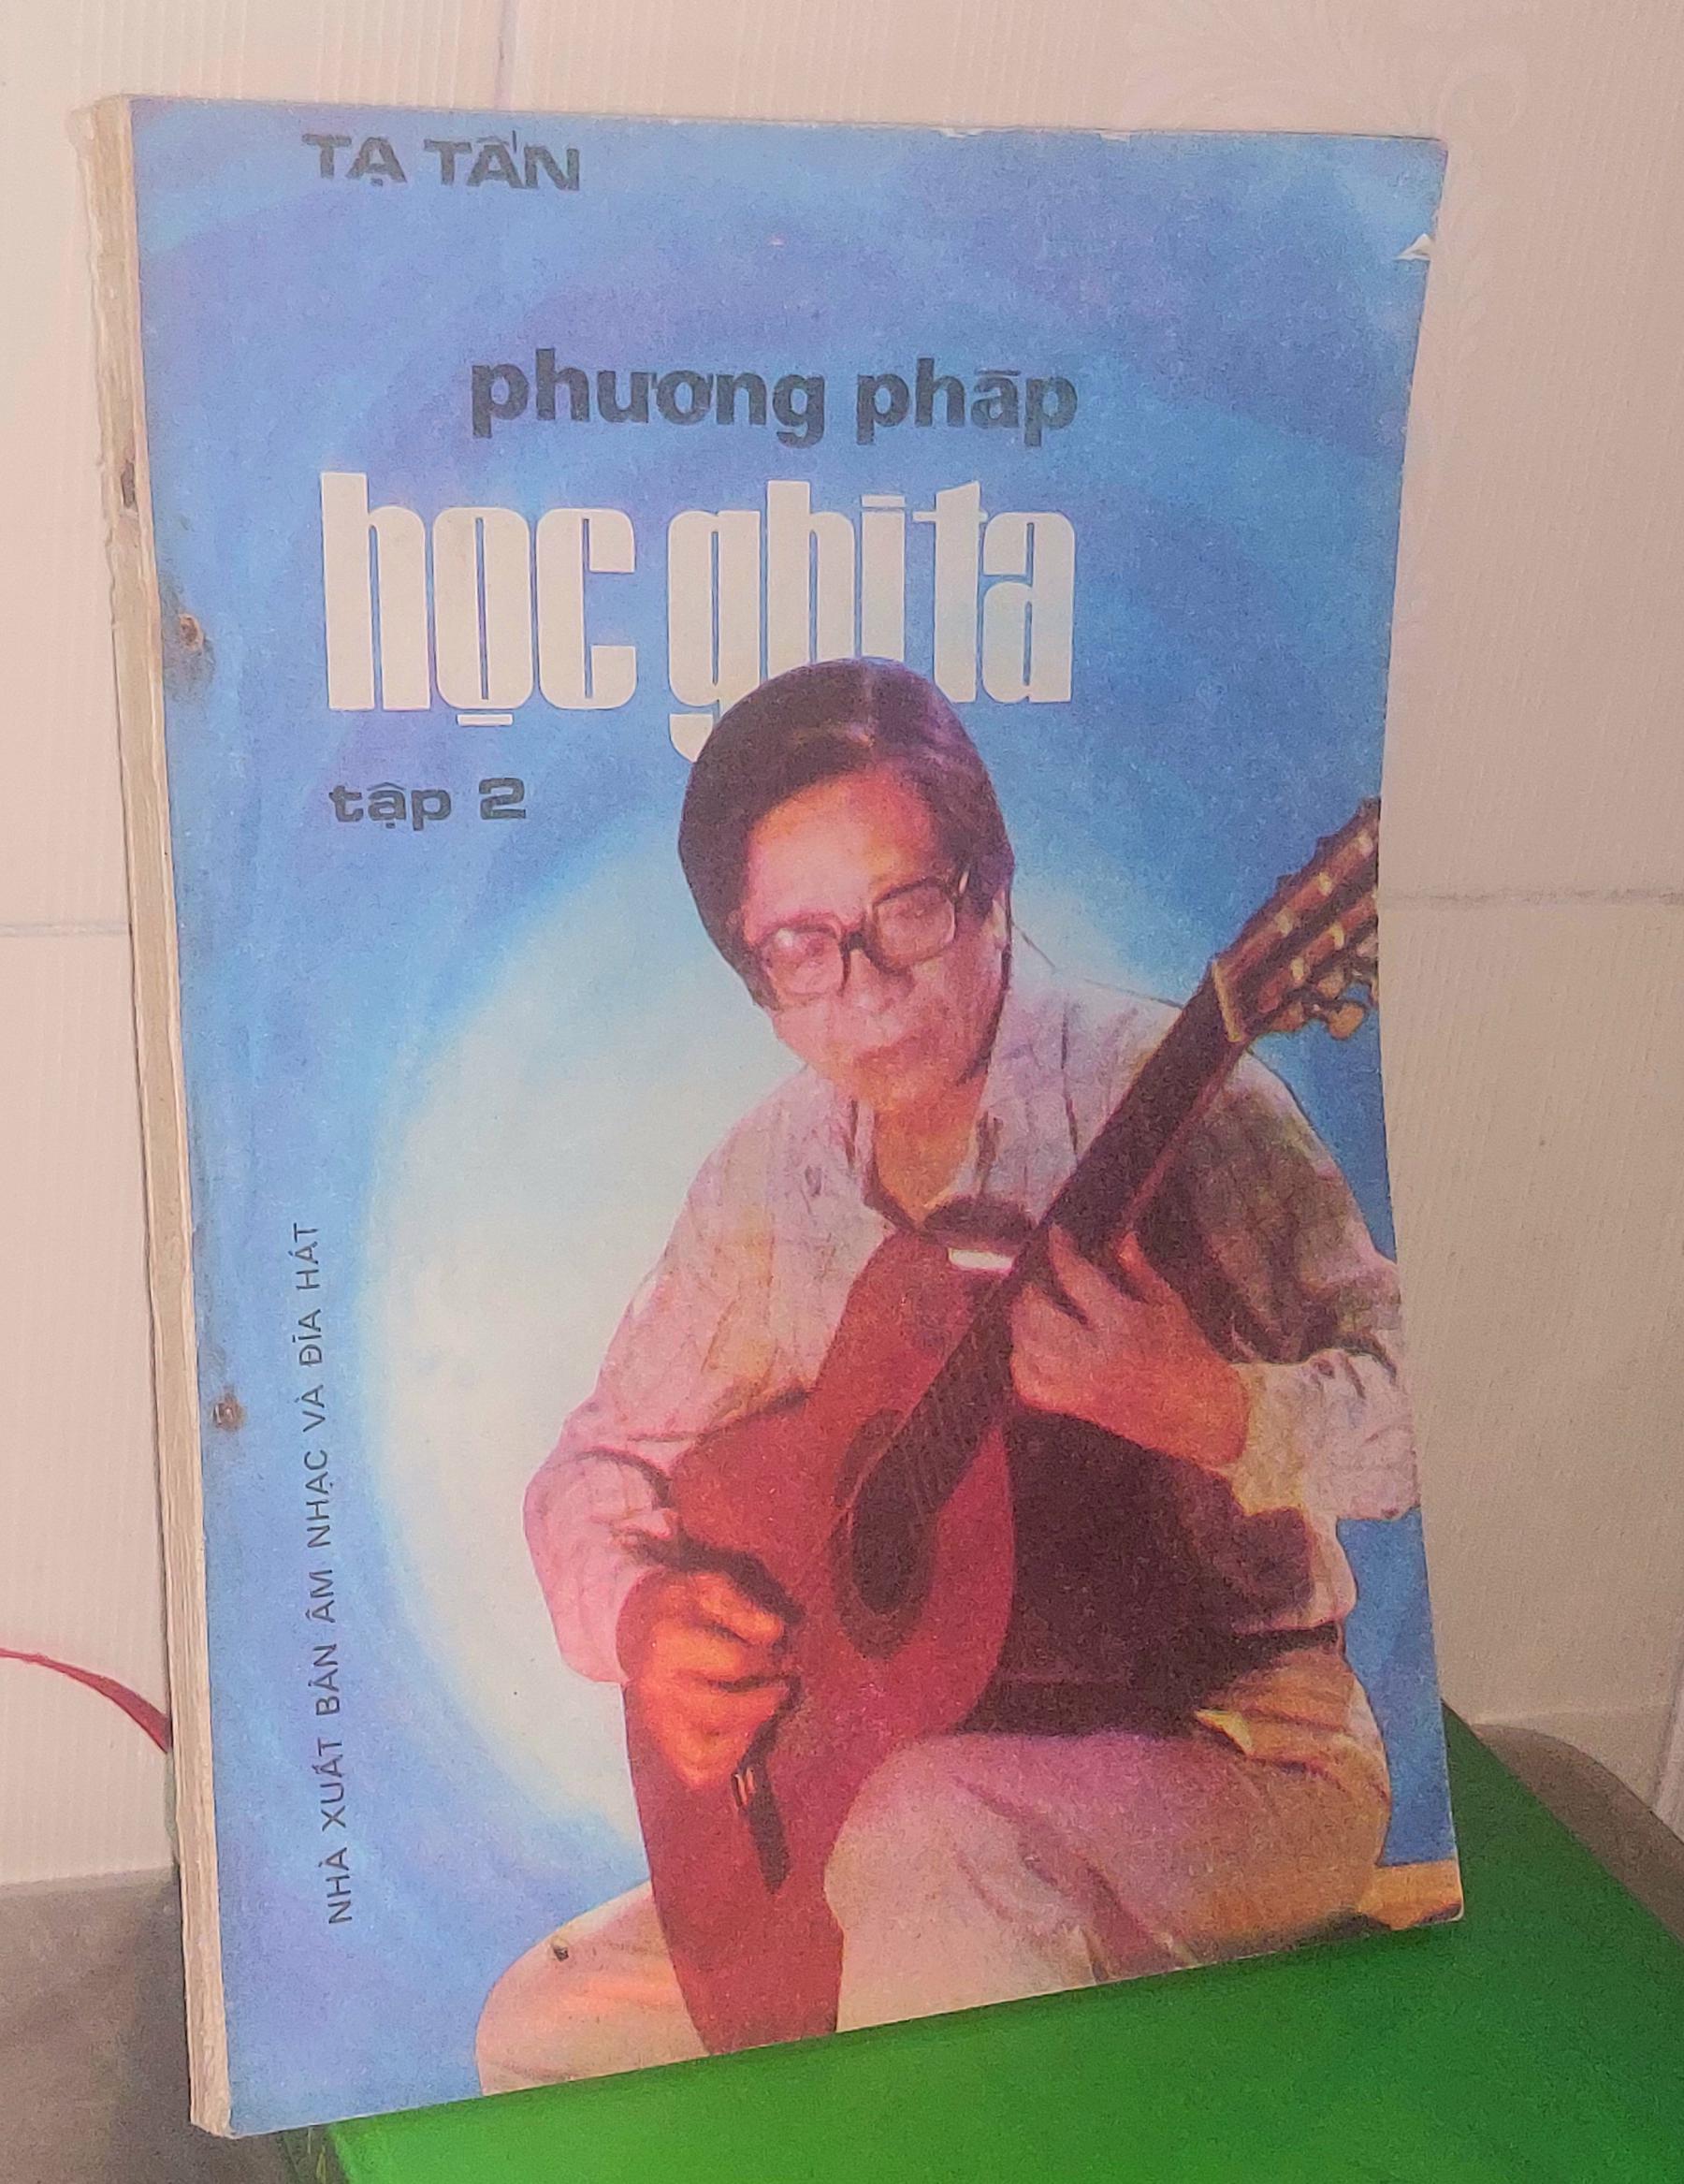 TẠ TẤN
phương pháp
học ghi ta
tập 2
NHÀ XUẤT BẢN ÂM NHẠC VÀ ĐĨA HÁT